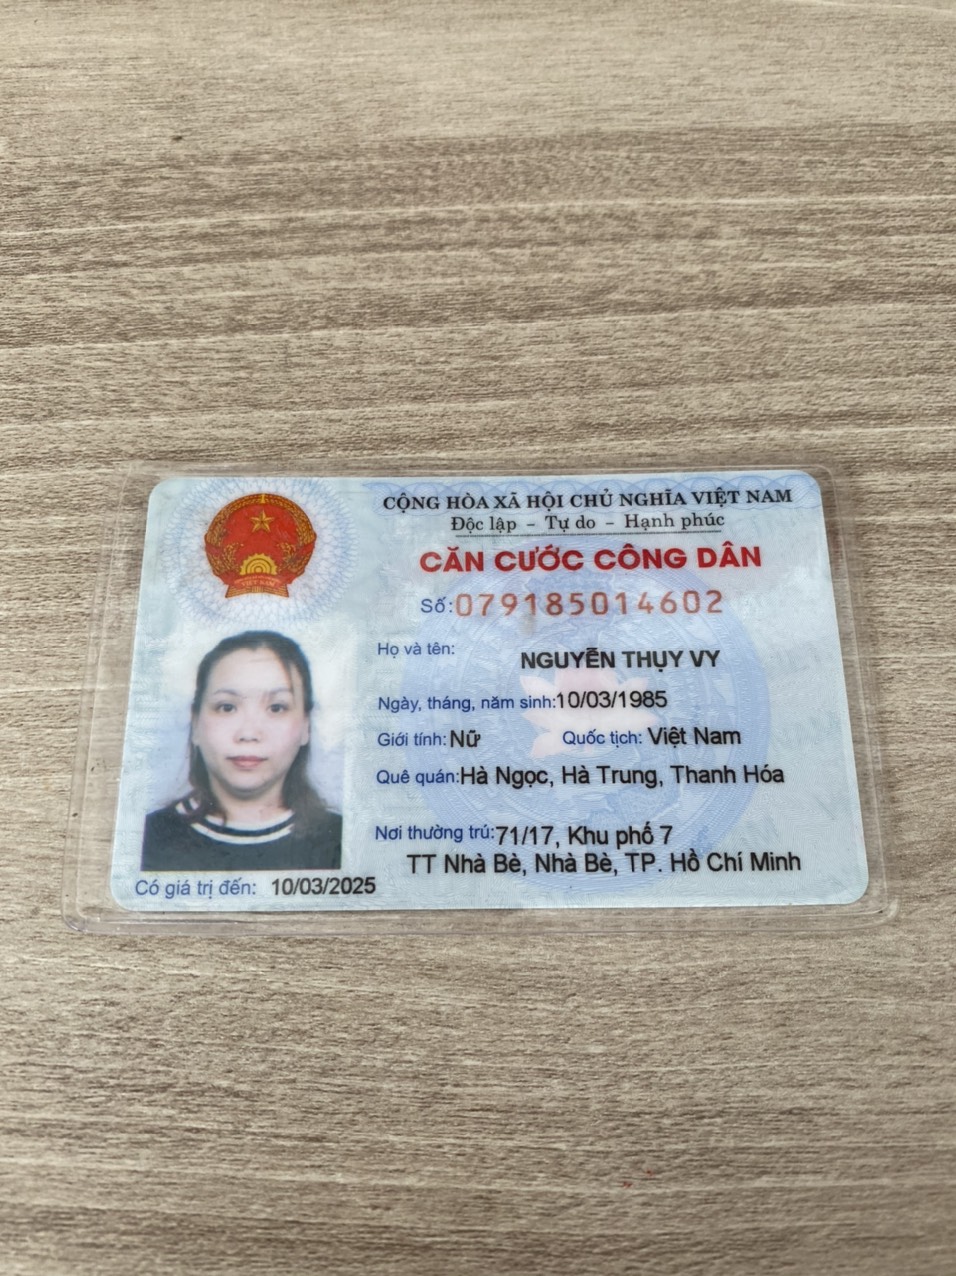 CỘNG HÒA XÃ HỘI CHỦ NGHĨA VIỆT NAM
Độc lập - Tự do - Hạnh phúc
CĂN CƯỚC CÔNG DÂN
Số: 079185014602
Họ và tên: NGUYỄN THỤY VY
Ngày, tháng, năm sinh: 10/03/1985
Giới tính: Nữ Quốc tịch: Việt Nam
Quê quán: Hà Ngọc, Hà Trung, Thanh Hóa
Nơi thường trú: 71/17, Khu phố 7
TT Nhà Bè, Nhà Bè, TP. Hồ Chí Minh
Có giá trị đến: 10/03/2025
VIỆT NAM